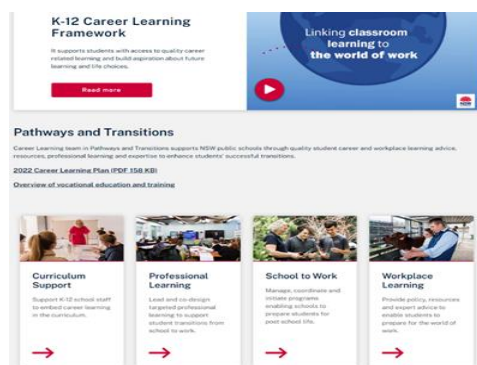 K-12 Career Learning
Framework
It supports students with access to quality career
related learning and build aspiration about future
learning and life choices.
Read more
Linking classroom
learning to
the world of work
Pathways and Transitions
Career Learning team in Pathways and Transitions supports NSW public schools through quality student career and workplace learning advice,
resources, professional learning and expertise to enhance students' successful transitions.
2022 Career Learning Plan (PDF 158 KB)
Overview of vocational education and training
Curriculum
Support
Support K-12 school staff
to embed career learning
in the curriculum.
Professional
Learning
Lead and co-design
targeted professional
learning to support
student transitions from
school to work.
School to Work
Manage, coordinate and
initiate programs
enabling schools to
prepare students for
post school life.
Workplace
Learning
Provide policy, resources
and expert advice to
enable students to
prepare for the world of
work.